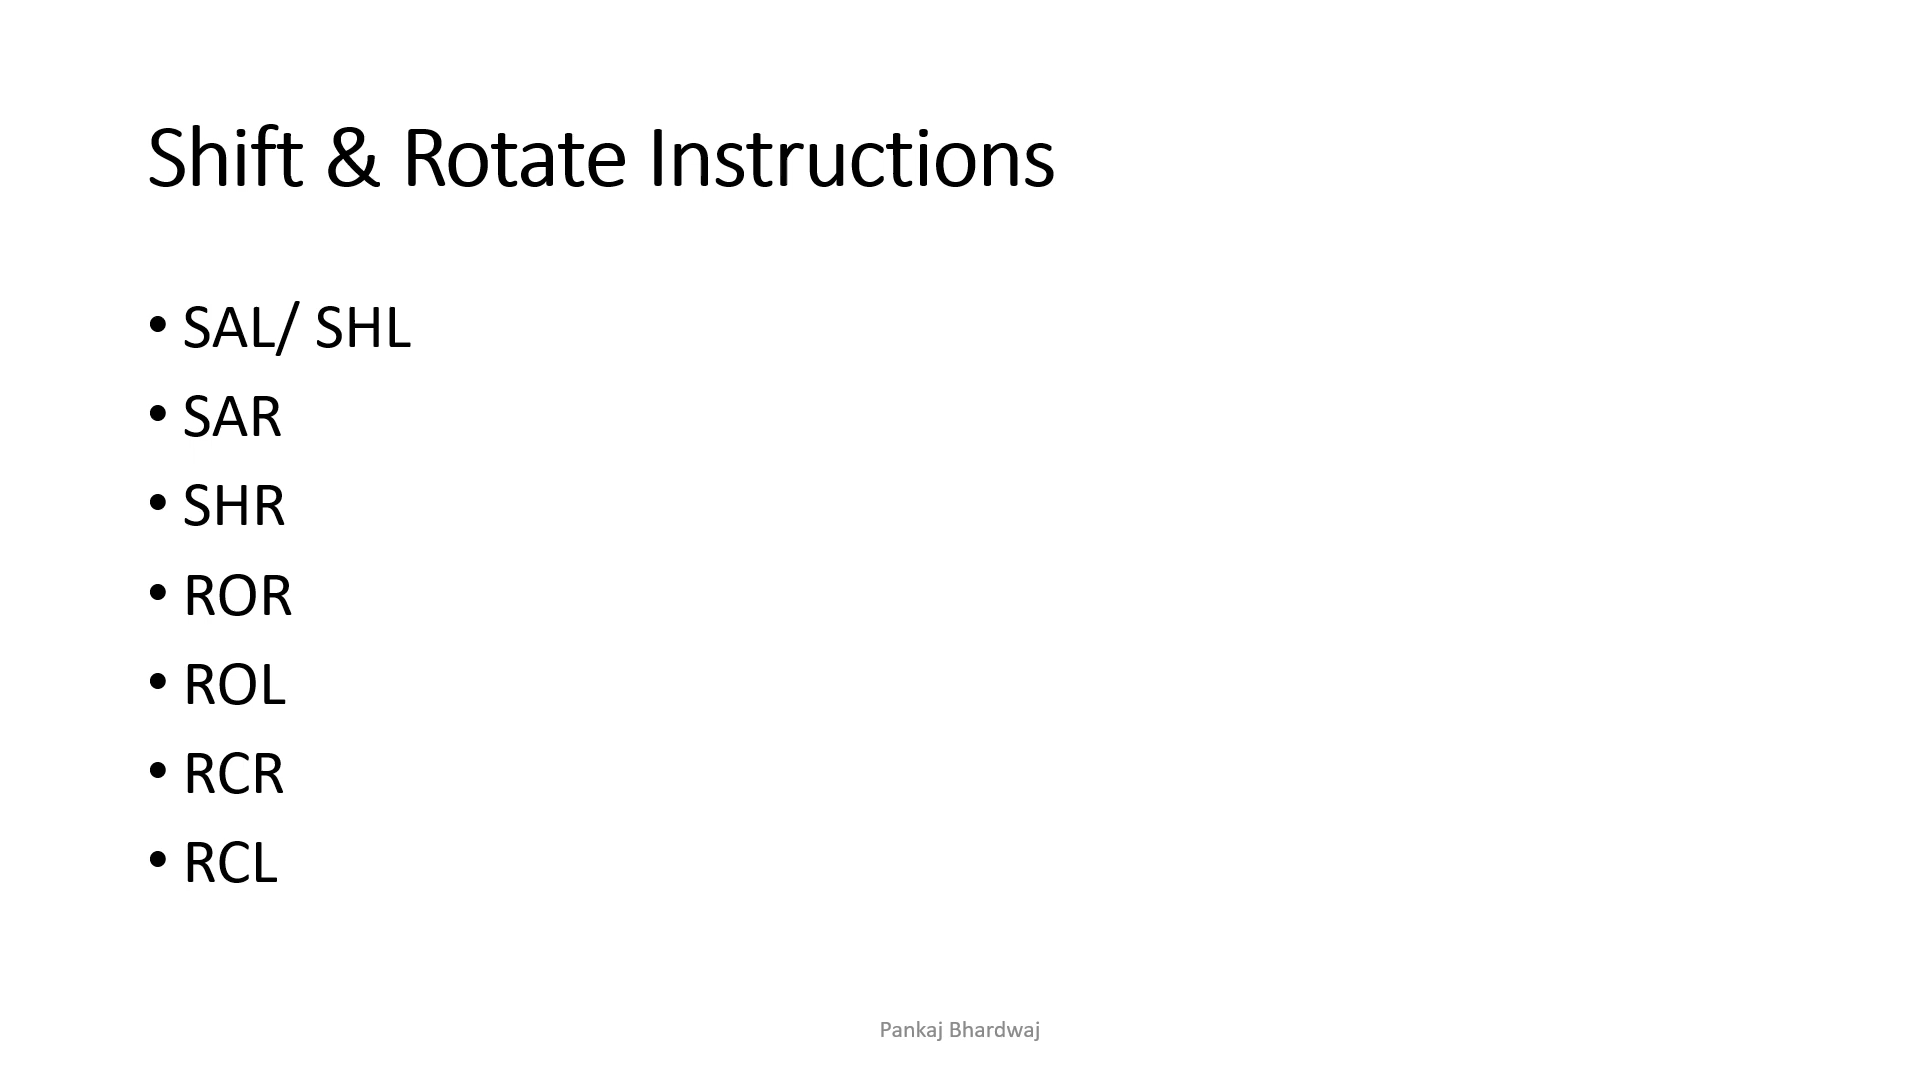 Shift & Rotate Instructions
• SAL/ SHL
• SAR
• SHR
• ROR
• ROL
• RCR
• RCL
Pankaj Bhardwaj